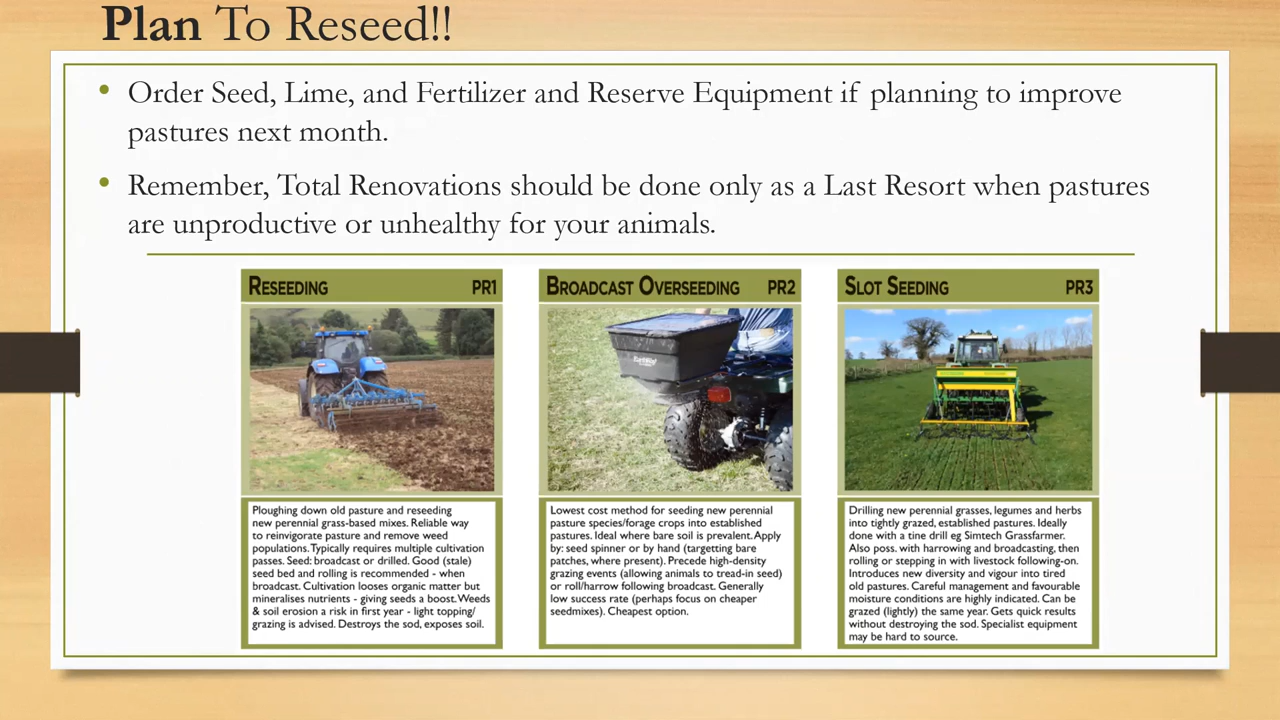 Plan To Reseed!!
• Order Seed, Lime, and Fertilizer and Reserve Equipment if planning to improve
pastures next month.
• Remember, Total Renovations should be done only as a Last Resort when pastures
are unproductive or unhealthy for your animals.
RESEEDING PR1
Ploughing down old pasture and reseeding
new perennial grass-based mixes. Reliable way
to reinvigorate pasture and remove weed
populations. Typically requires multiple cultivation
passes. Seed: broadcast or drilled. Good (stale)
seed bed and rolling is recommended - when
broadcast. Cultivation looses organic matter but
mineralises nutrients - giving seeds a boost. Weeds
& soil erosion a risk in first year - light topping/
grazing is advised. Destroys the sod, exposes soil.
BROADCAST OVERSEEDING PR2
Lowest cost method for seeding new perennial
pasture species/forage crops into established
pastures. Ideal where bare soil is prevalent. Apply
by: seed spinner or by hand (targetting bare
patches, where present). Precede high-density
grazing events (allowing animals to tread-in seed)
or roll/harrow following broadcast. Generally
low success rate (perhaps focus on cheaper
seedmixes). Cheapest option.
SLOT SEEDING PR3
Drilling new perennial grasses, legumes and herbs
into tightly grazed, established pastures. Ideally
done with a tine drill eg Simtech Grassfarmer.
Also poss. with harrowing and broadcasting, then
rolling or stepping in with livestock following-on.
Introduces new diversity and vigour into tired
old pastures. Careful management and favourable
moisture conditions are highly indicated. Can be
grazed (lightly) the same year. Gets quick results
without destroying the sod. Specialist equipment
may be hard to source.